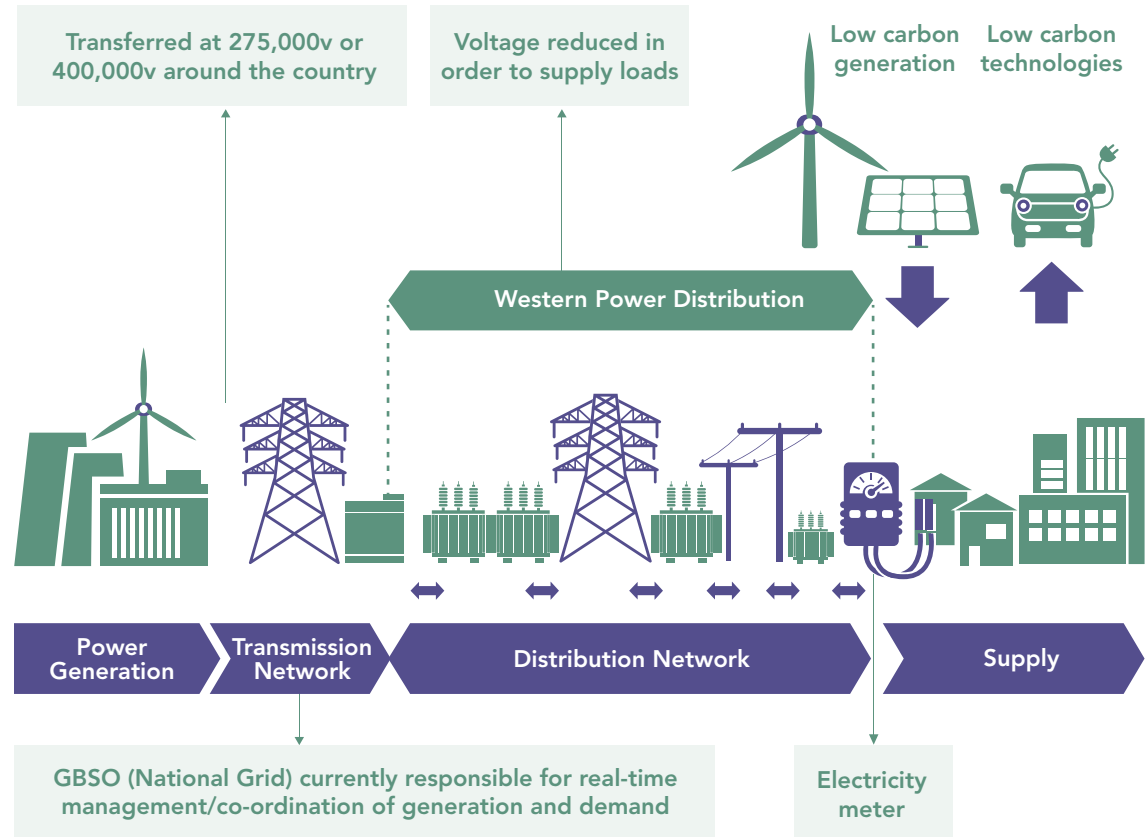 Transferred at 275,000v or
400,000v around the country
Voltage reduced in
order to supply loads
Low carbon
generation
Low carbon
technologies
Western Power Distribution
Power
Generation
Transmission
Network
Distribution Network
Supply
GBSO (National Grid) currently responsible for real-time
management/co-ordination of generation and demand
Electricity
meter